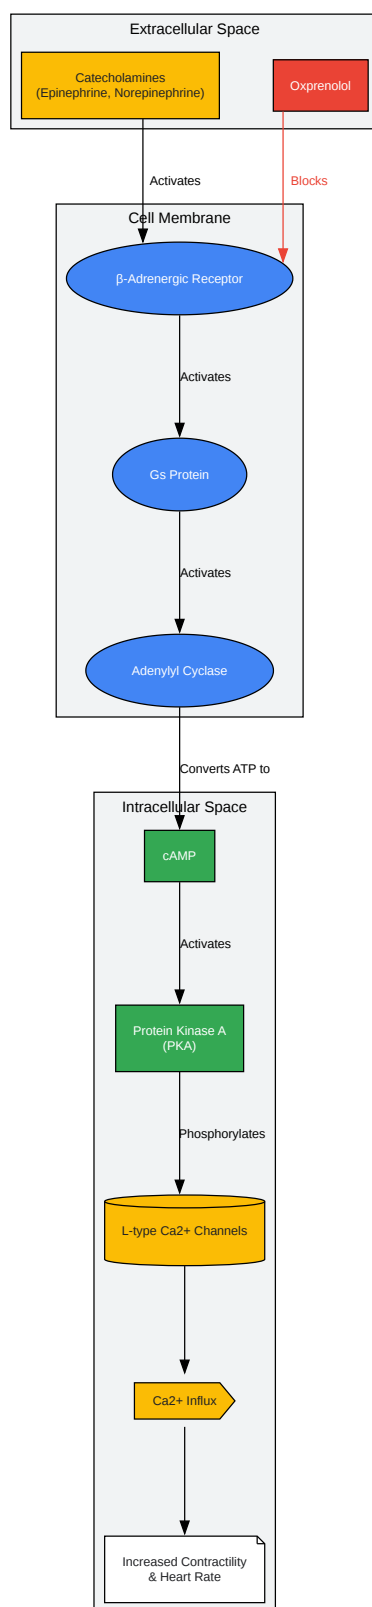 Extracellular Space
Catecholamines
(Epinephrine, Norepinephrine)
Oxprenolol
Activates
Blocks
Cell Membrane
β-Adrenergic Receptor
Activates
Gs Protein
Activates
Adenylyl Cyclase
Converts ATP to
Intracellular Space
cAMP
Activates
Protein Kinase A
(PKA)
Phosphorylates
L-type Ca2+ Channels
Ca2+ Influx
Increased Contractility
& Heart Rate